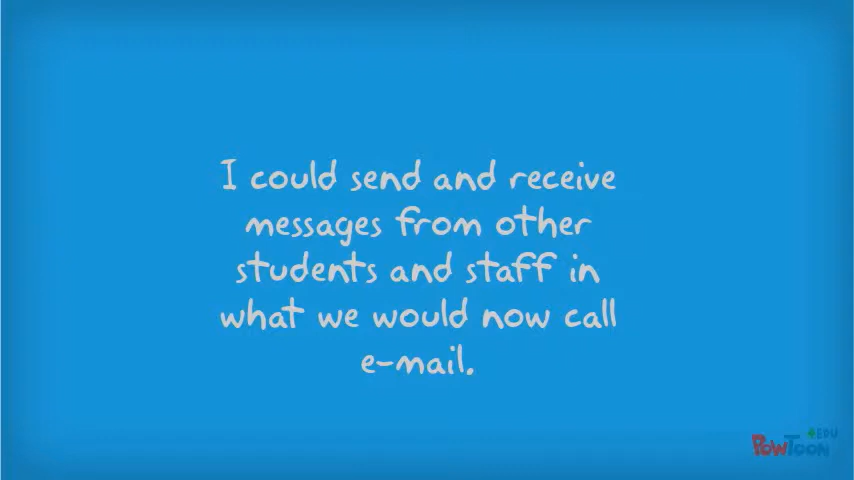 I could send and receive
messages from other
students and staff in
what we would now call
e-mail.
+EDU
PowToon